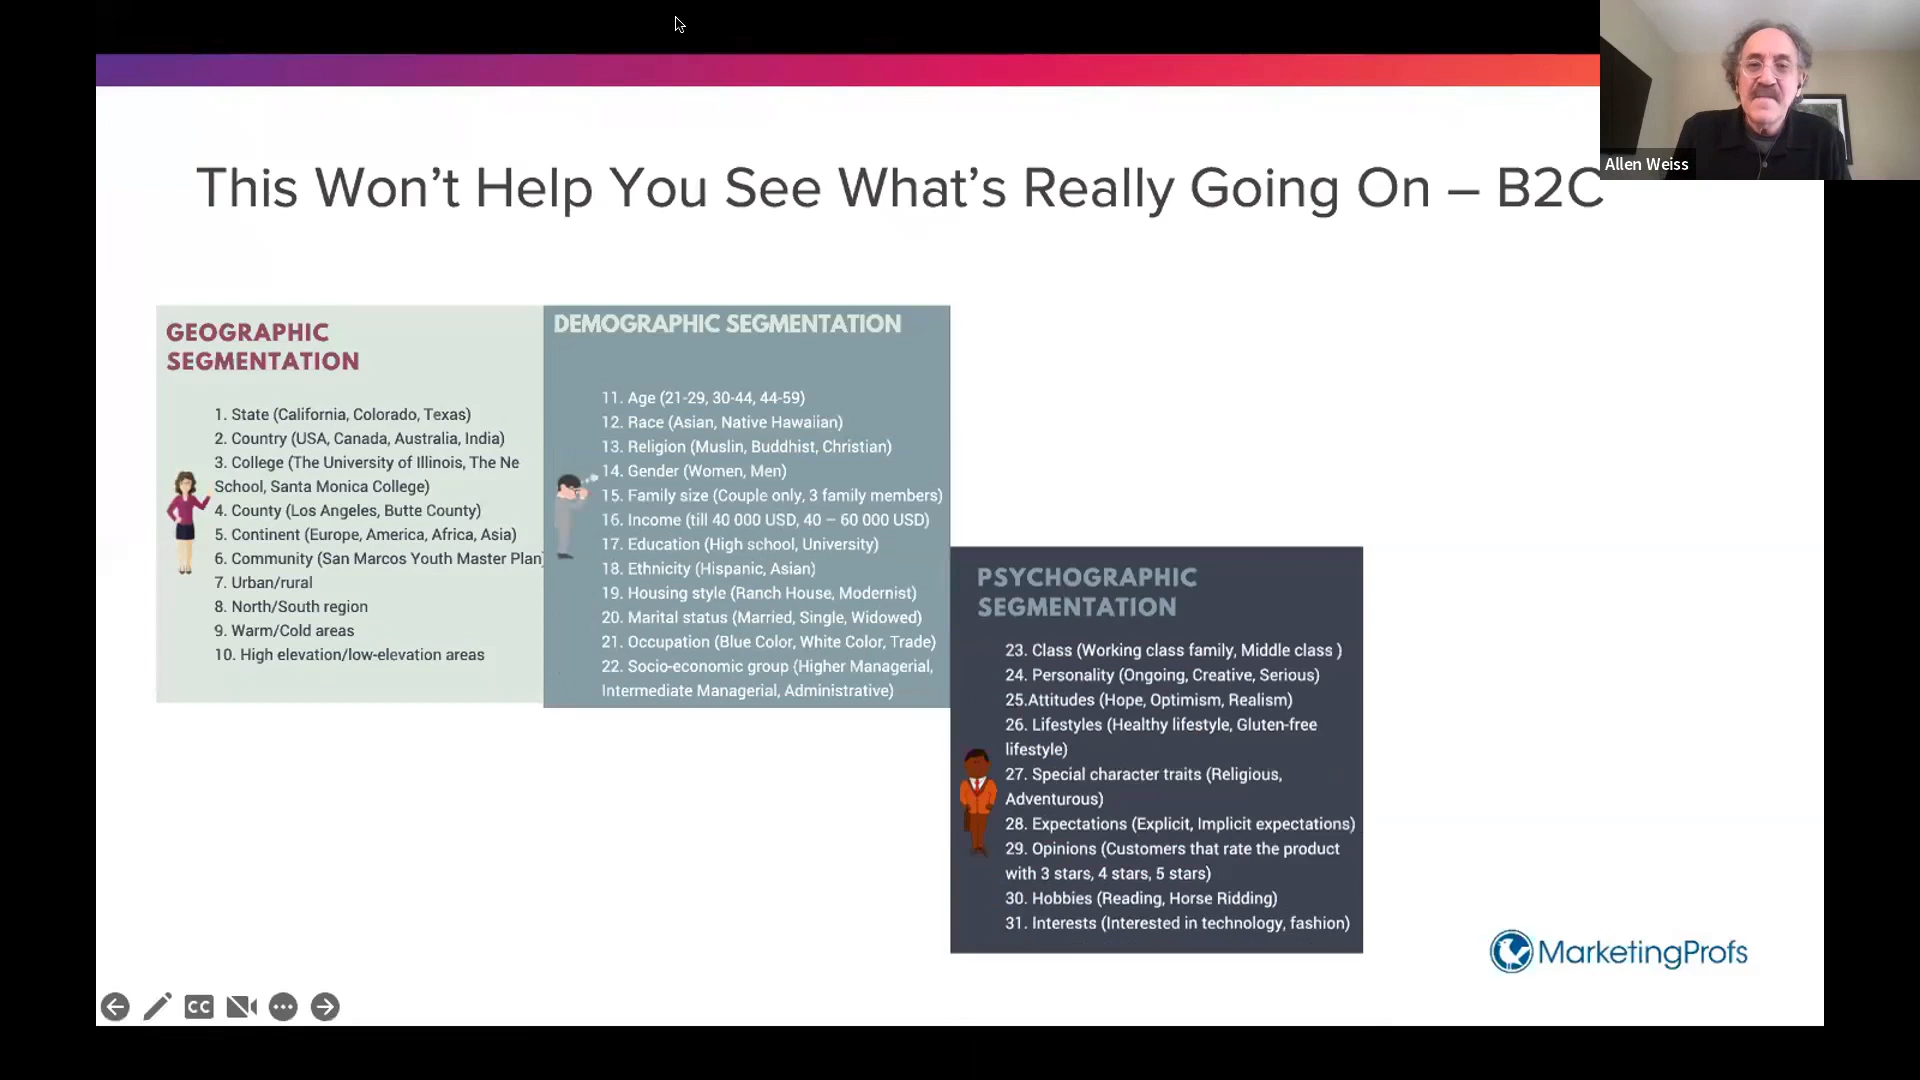 Allen Weiss
This Won't Help You See What's Really Going On – B2C
GEOGRAPHIC
SEGMENTATION
1. State (California, Colorado, Texas)
2. Country (USA, Canada, Australia, India)
3. College (The University of Illinois, The Ne
School, Santa Monica College)
4. County (Los Angeles, Butte County)
5. Continent (Europe, America, Africa, Asia)
6. Community (San Marcos Youth Master Plan)
7. Urban/rural
8. North/South region
9. Warm/Cold areas
10. High elevation/low-elevation areas
DEMOGRAPHIC SEGMENTATION
11. Age (21-29, 30-44, 44-59)
12. Race (Asian, Native Hawaiian)
13. Religion (Muslin, Buddhist, Christian)
14. Gender (Women, Men)
15. Family size (Couple only, 3 family members)
16. Income (till 40 000 USD, 40 – 60 000 USD)
17. Education (High school, University)
18. Ethnicity (Hispanic, Asian)
19. Housing style (Ranch House, Modernist)
20. Marital status (Married, Single, Widowed)
21. Occupation (Blue Color, White Color, Trade)
22. Socio-economic group (Higher Managerial,
Intermediate Managerial, Administrative)
PSYCHOGRAPHIC
SEGMENTATION
23. Class (Working class family, Middle class )
24. Personality (Ongoing, Creative, Serious)
25.Attitudes (Hope, Optimism, Realism)
26. Lifestyles (Healthy lifestyle, Gluten-free
lifestyle)
27. Special character traits (Religious,
Adventurous)
28. Expectations (Explicit, Implicit expectations)
29. Opinions (Customers that rate the product
with 3 stars, 4 stars, 5 stars)
30. Hobbies (Reading, Horse Ridding)
31. Interests (Interested in technology, fashion)
MarketingProfs
CC